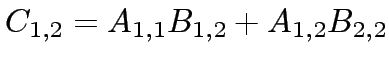 C_{1,2} = A_{1,1}B_{1,2} + A_{1,2}B_{2,2}